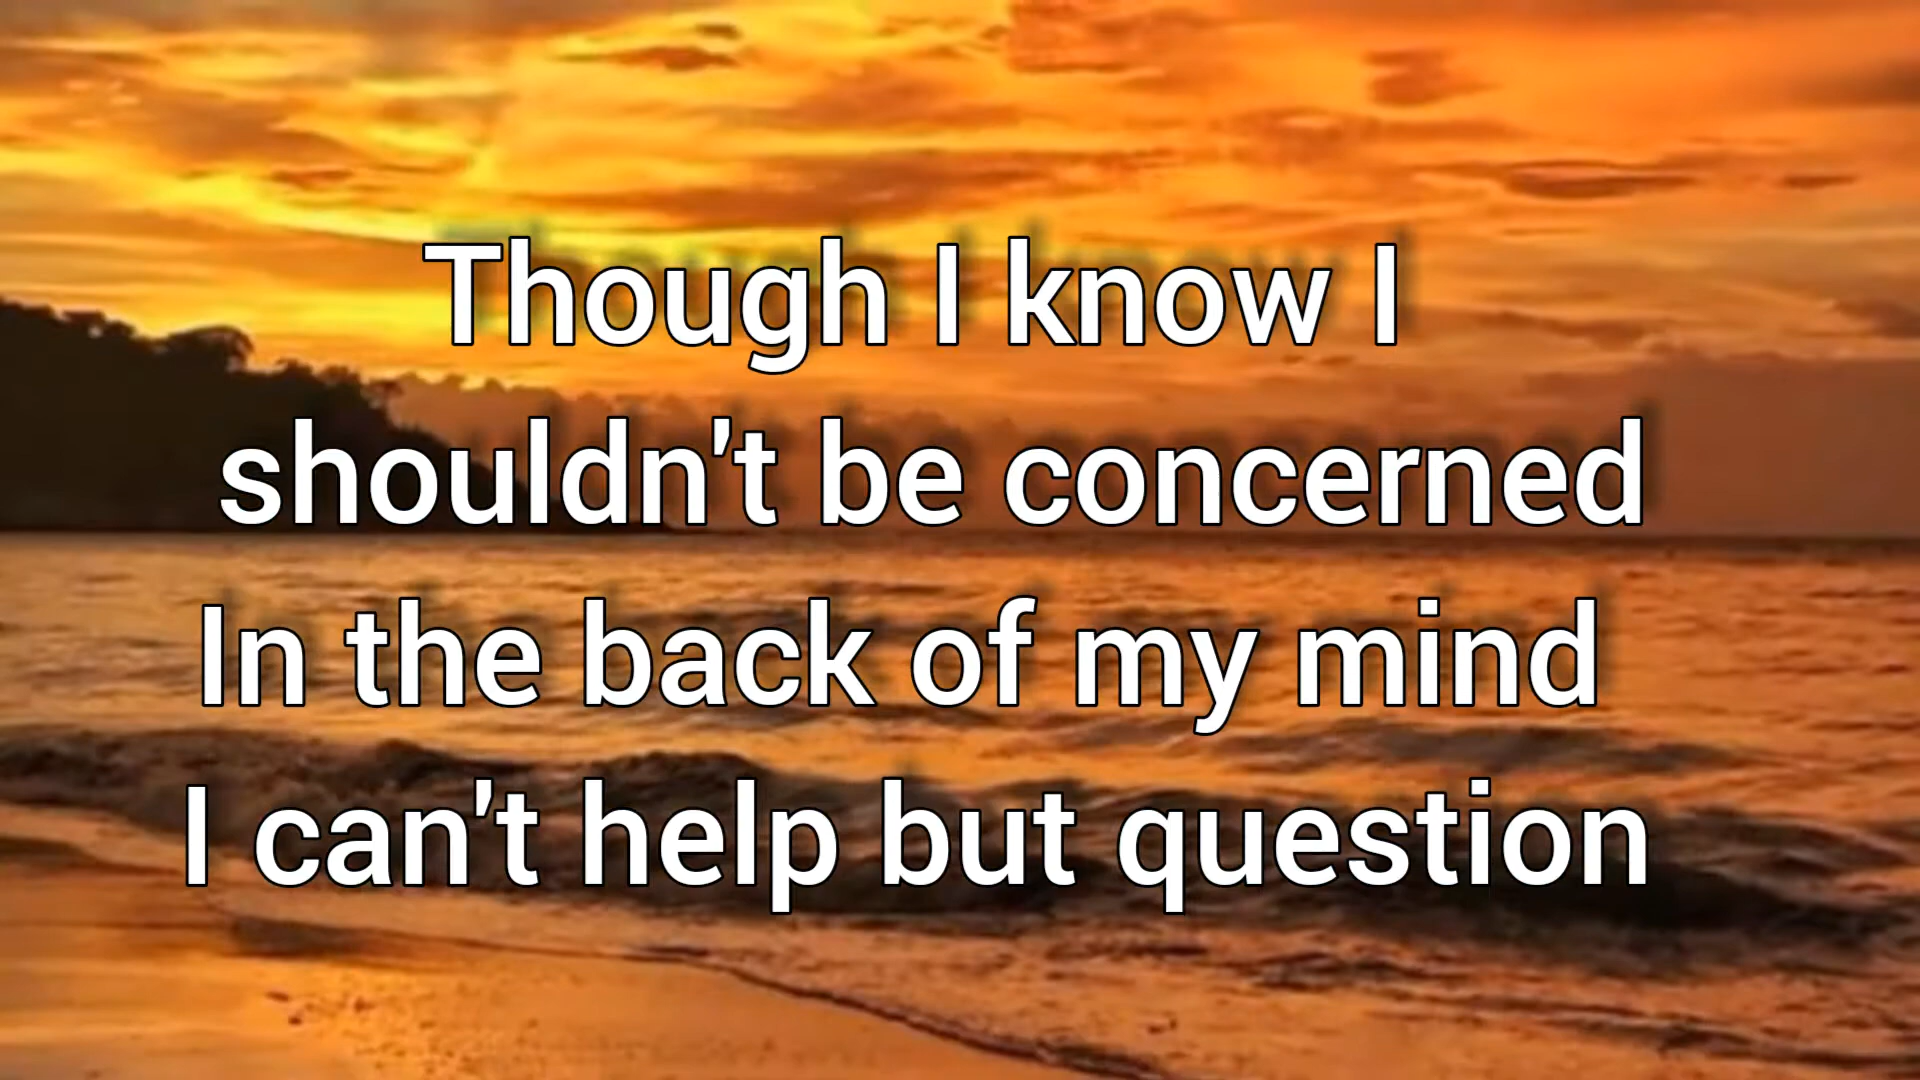 Though I know I
shouldn't be concerned
In the back of my mind
I can't help but question